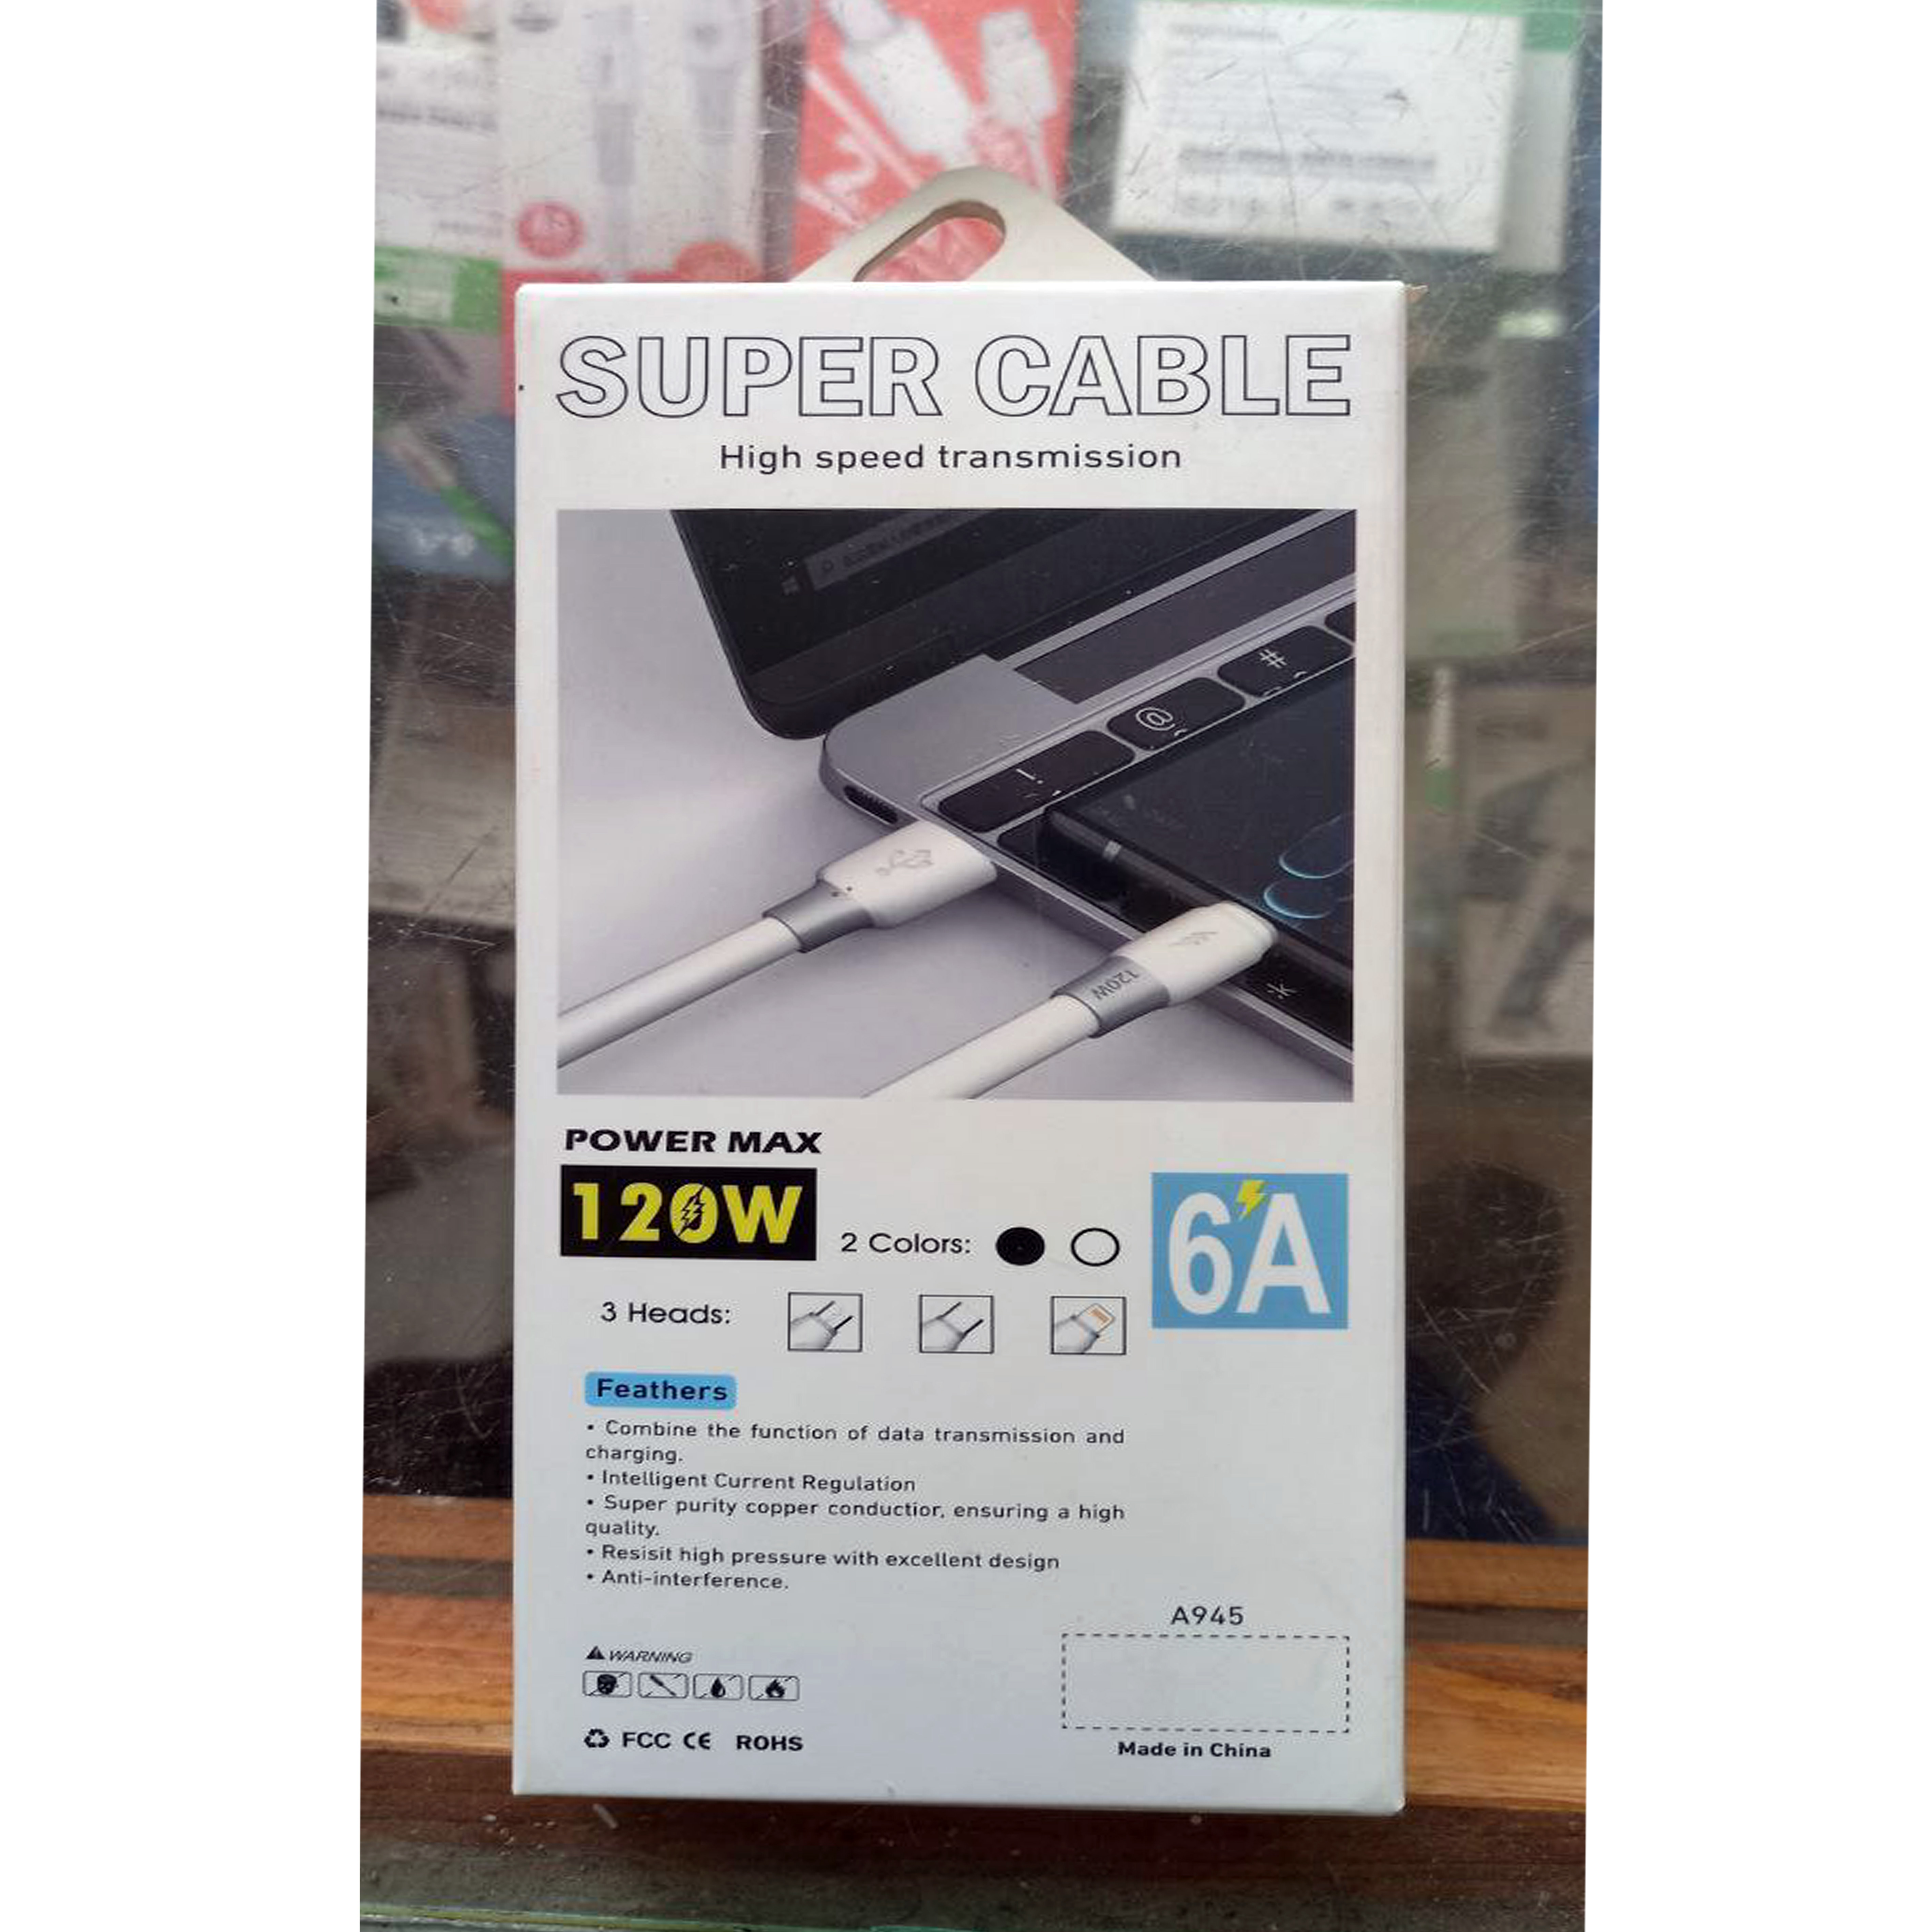 SUPER CABLE
High speed transmission
!
@
#
120W
POWER MAX
120W
2 Colors:
6A
3 Heads:
Feathers
• Combine the function of data transmission and
charging.
• Intelligent Current Regulation
• Super purity copper conductior, ensuring a high
quality.
• Resisit high pressure with excellent design
• Anti-interference.
A945
WARNING
FCC CE ROHS
Made in China